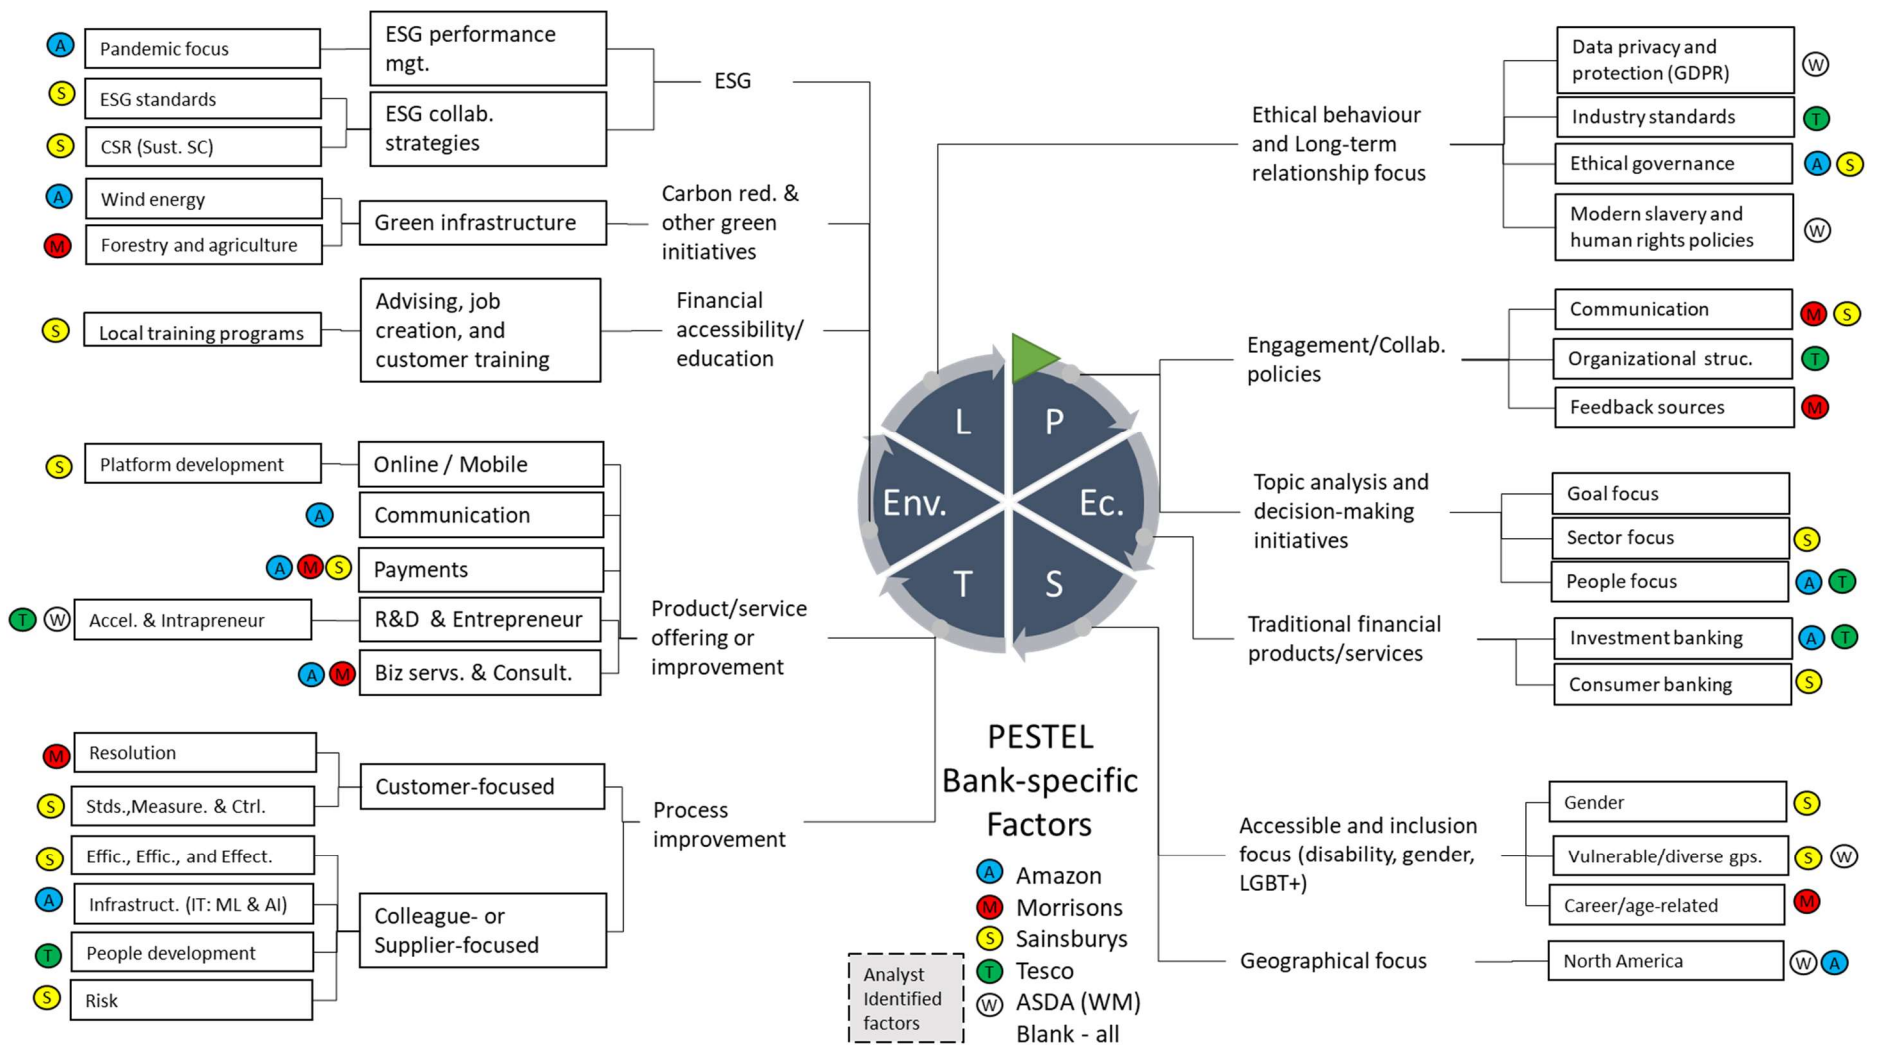 A
Pandemic focus
S
ESG standards
S
CSR (Sust. SC)
ESG performance
mgt.
ESG collab.
strategies
ESG
A
Wind energy
M
Forestry and agriculture
Green infrastructure
Carbon red. &
other green
initiatives
S
Local training programs
Advising, job
creation, and
customer training
Financial
accessibility/
education
S
Platform development
Online / Mobile
A
Communication
A M S
Payments
T W
Accel. & Intrapreneur
R&D & Entrepreneur
A M
Biz servs. & Consult.
Product/service
offering or
improvement
M
Resolution
S
Stds.,Measure. & Ctrl.
Customer-focused
S
Effic., Effic., and Effect.
A
Infrastruct. (IT: ML & AI)
T
People development
S
Risk
Colleague- or
Supplier-focused
Process
improvement
L
P
Env.
Ec.
T
S
PESTEL
Bank-specific
Factors
A Amazon
M Morrisons
S Sainsburys
T Tesco
W ASDA (WM)
Blank - all
Analyst
Identified
factors
Ethical behaviour
and Long-term
relationship focus
Data privacy and
protection (GDPR)
W
Industry standards
T
Ethical governance
A S
Modern slavery and
human rights policies
W
Engagement/Collab.
policies
Communication
M S
Organizational struc.
T
Feedback sources
M
Topic analysis and
decision-making
initiatives
Goal focus
Sector focus
S
People focus
A T
Traditional financial
products/services
Investment banking
A T
Consumer banking
S
Accessible and inclusion
focus (disability, gender,
LGBT+)
Gender
S
Vulnerable/diverse gps.
S W
Career/age-related
M
Geographical focus
North America
W A